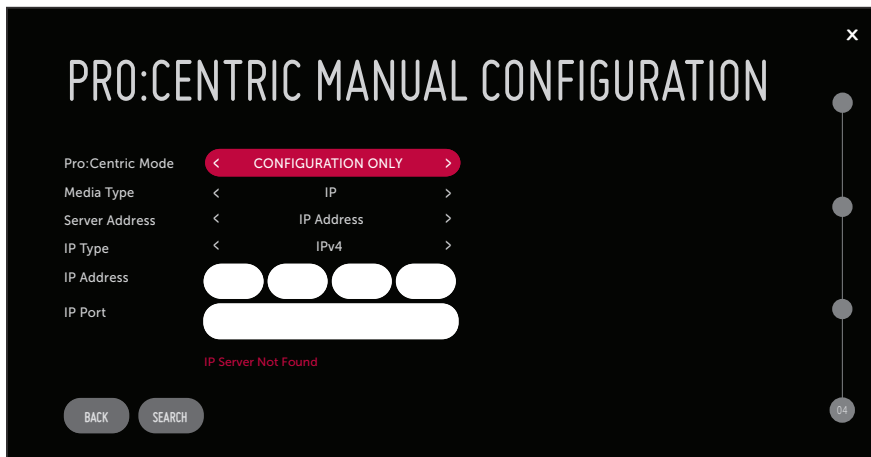 X
PRO:CENTRIC MANUAL CONFIGURATION
Pro:Centric Mode < CONFIGURATION ONLY >
Media Type < IP >
Server Address < IP Address >
IP Type < IPv4 >
IP Address
IP Port
IP Server Not Found
BACK SEARCH
04